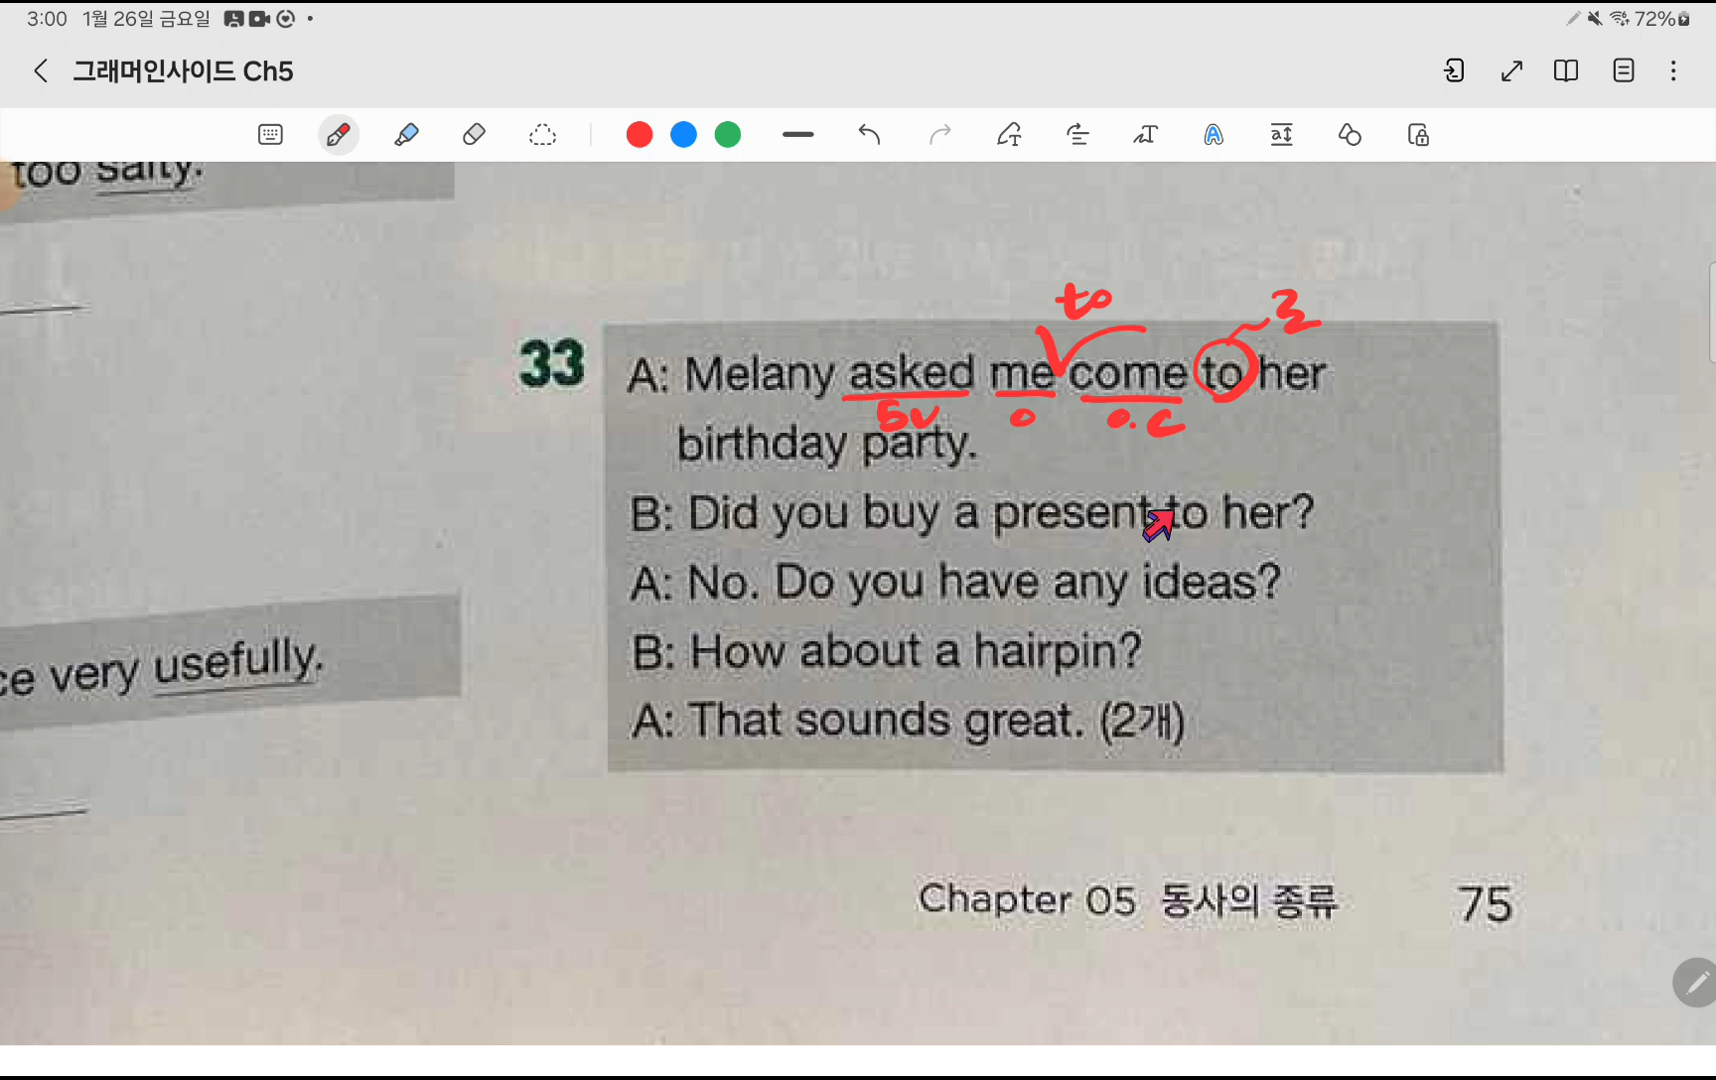 3:00 1월 26일 금요일
72%
그래머인사이드 Ch5
too salty.
to
전
33 A: Melany asked me come to her
5V O O.C
birthday party.
B: Did you buy a present to her?
A: No. Do you have any ideas?
ce very usefully.
B: How about a hairpin?
A: That sounds great. (2개)
Chapter 05 동사의 종류 75